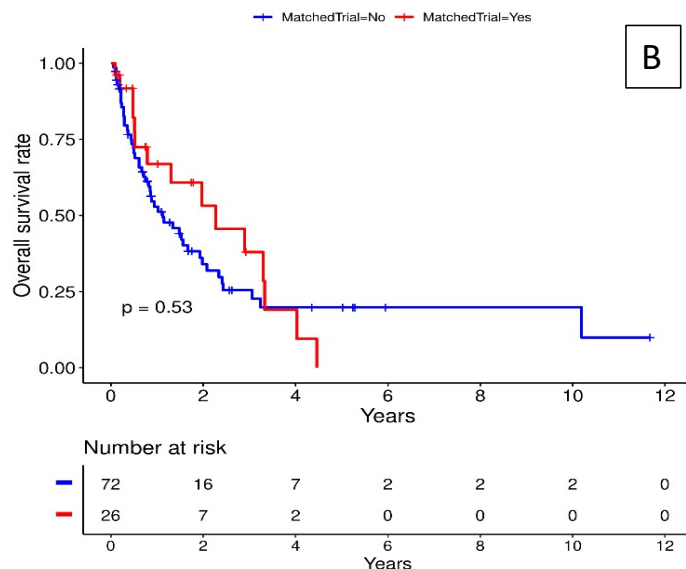 MatchedTrial=No MatchedTrial=Yes
B
Overall survival rate
1.00
0.75
0.50
0.25
0.00
p = 0.53
0 2 4 6 8 10 12
Years
Number at risk
72 16 7 2 2 2 0
26 7 2 0 0 0 0
0 2 4 6 8 10 12
Years